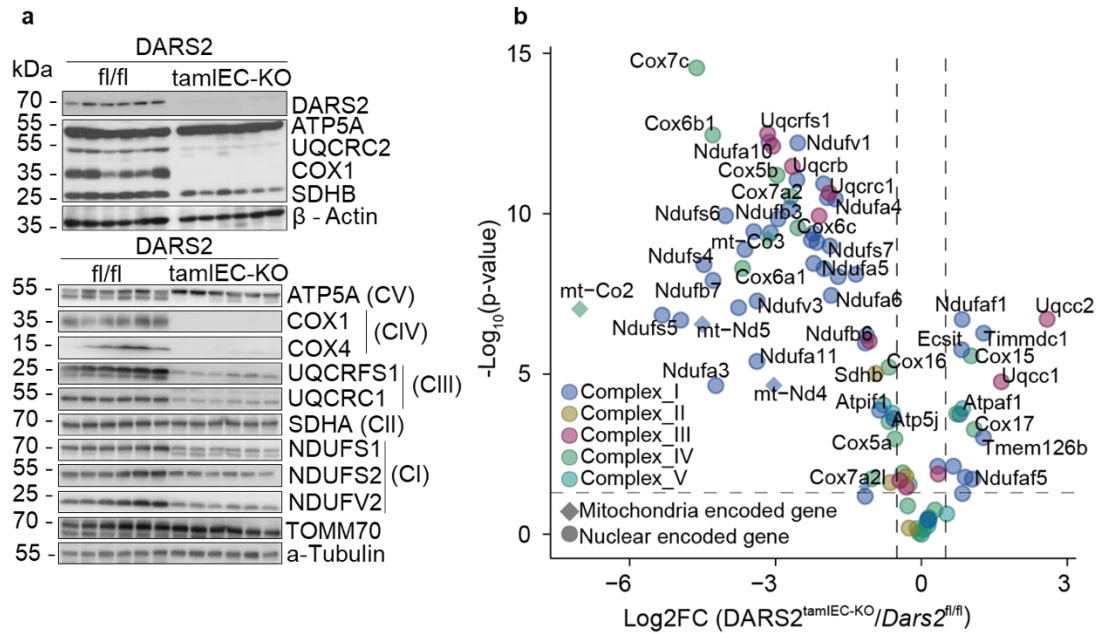 a
DARS2
kDa
fl/fl tamIEC-KO
70 - DARS2
55 - ATP5A
55 - UQCRC2
35 - COX1
25 - SDHB
35 - β - Actin
DARS2
fl/fl tamIEC-KO
55 - ATP5A (CV)
35 - COX1
(CIV)
15 - COX4
25 - UQCRFS1
(CIII)
55 - UQCRC1
70 - SDHA (CII)
70 - NDUFS1
55 - NDUFS2 (CI)
25 - NDUFV2
70 - TOMM70
55 - a-Tubulin
b
15
10
5
0
-Log10(p-value)
Cox7c
Cox6b1
Uqcrfs1
Ndufv1
Ndufa10
Uqcrb
Cox5b
Uqcrc1
Cox7a2
Ndufa4
Ndufs6
Ndufb3
Cox6c
mt-Co3
Ndufs7
Ndufs4
Ndufa5
Cox6a1
mt-Co2
Ndufb7
Ndufv3
Ndufa6
Ndufs5
mt-Nd5
Ndufb6
Ndufa11
Cox16
Ndufa3
mt-Nd4
Sdhb
Ndufaf1
Uqcc2
Ecsit
Timmdc1
Cox15
Uqcc1
Atpif1
Atp5j
Atpaf1
Cox17
Cox5a
Tmem126b
Cox7a2l
Ndufaf5
Complex_I
Complex_II
Complex_III
Complex_IV
Complex_V
Mitochondria encoded gene
Nuclear encoded gene
−6 −3 0 3
Log2FC (DARS2tamIEC-KO/Dars2fl/fl)